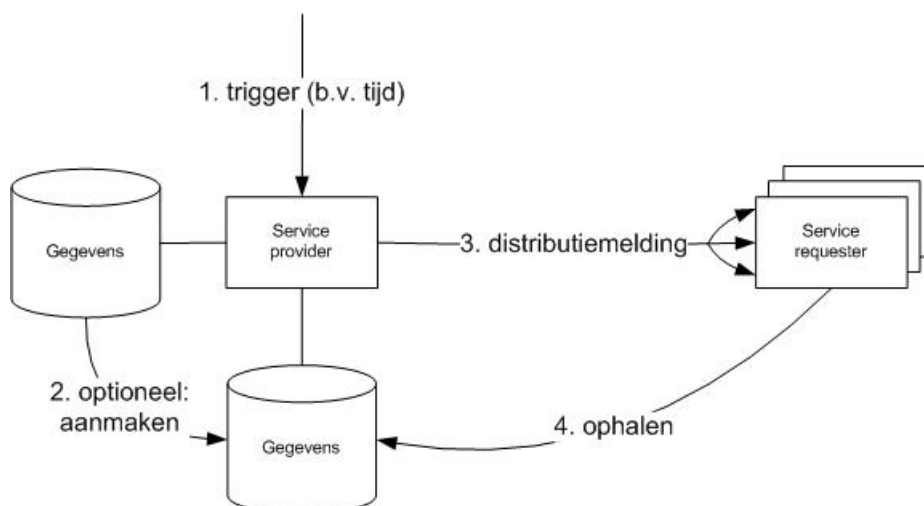 1. trigger (b.v. tijd)
Gegevens
Service
provider
3. distributiemelding
Service
requester
2. optioneel:
aanmaken
Gegevens
4. ophalen